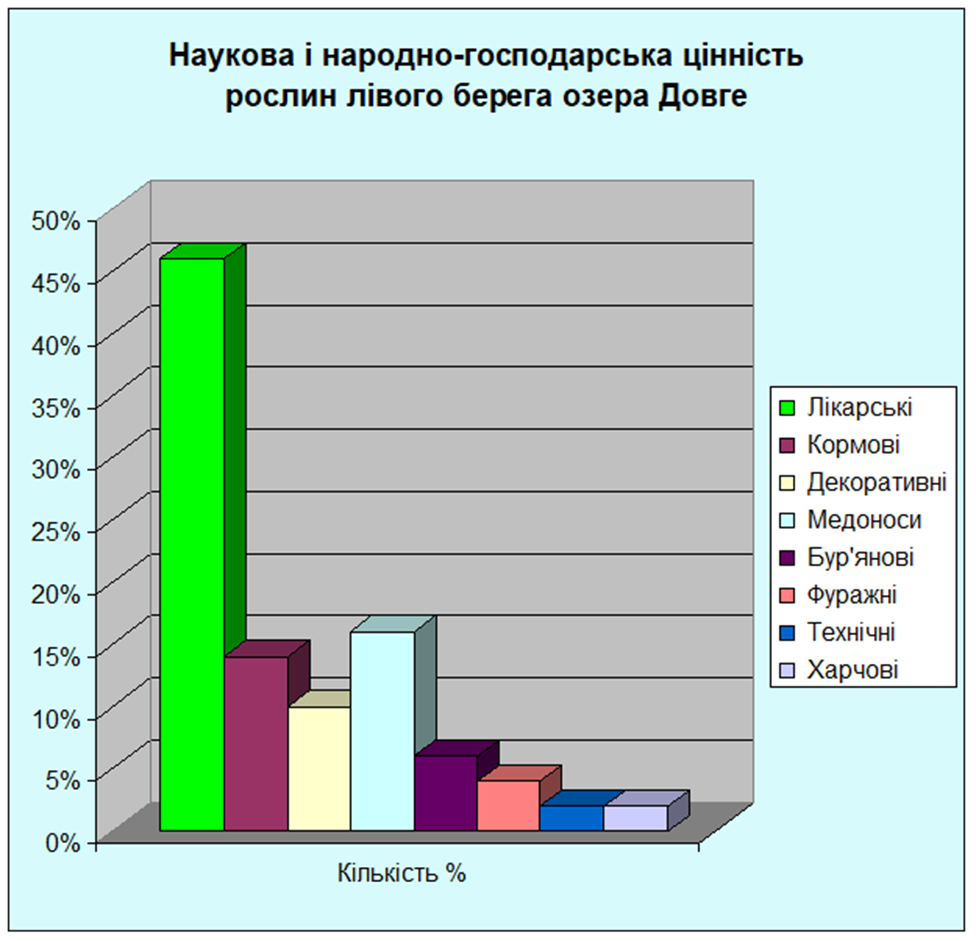 Наукова і народно-господарська цінність
рослин лівого берега озера Довге
50%
45%
40%
35%
30%
25%
20%
15%
10%
5%
0%
Кількість %
Лікарські
Кормові
Декоративні
Медоноси
Бур'янові
Фуражні
Технічні
Харчові